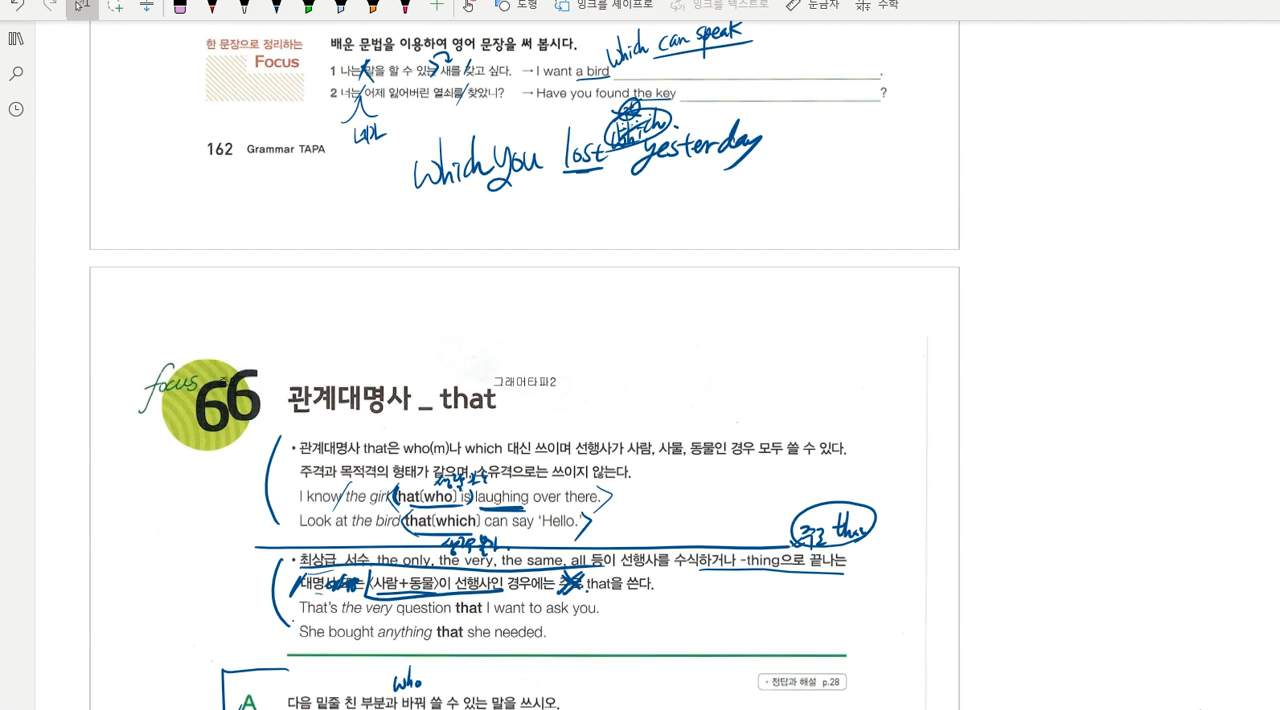 도형 잉크를 셰이프로 잉크를 텍스트로 눈금자 수학
한 문장으로 정리하는
Focus
배운 문법을 이용하여 영어 문장을 써 봅시다.
which can speak
1 나는 말을 할 수 있는 새를 갖고 싶다. → I want a bird .
2 너는 어제 잃어버린 열쇠를 찾았니? → Have you found the key ?
네가
which
162 Grammar TAPA
which you lost yesterday
focus
66
관계대명사 _ that
그래머타파2
• 관계대명사 that은 who(m)나 which 대신 쓰이며 선행사가 사람, 사물, 동물인 경우 모두 쓸 수 있다.
주격과 목적격의 형태가 같으며, 소유격으로는 쓰이지 않는다.
I know the girl that(who) is laughing over there.
Look at the bird that(which) can say 'Hello.'
주로 that
• 최상급, 서수, the only, the very, the same, all 등이 선행사를 수식하거나 -thing으로 끝나는
〈사람+동물〉이 선행사인 경우에는 that을 쓴다.
That's the very question that I want to ask you.
She bought anything that she needed.
who
• 정답과 해설 p.28
A 다음 밑줄 친 부분과 바꿔 쓸 수 있는 말을 쓰시오.